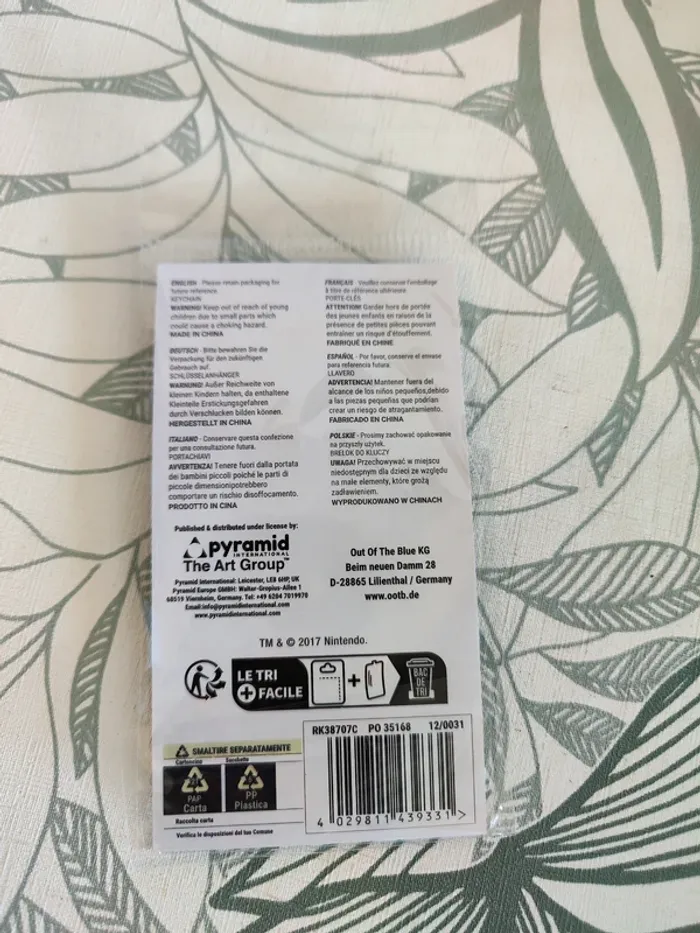 ENGLISH - Please retain packaging for
future reference.
KEYCHAIN
WARNING! Keep out of reach of young
children due to small parts which
could cause a choking hazard.
MADE IN CHINA
DEUTSCH - Bitte bewahren Sie die
Verpackung für den zukünftigen
Gebrauch auf.
SCHLÜSSELANHÄNGER
WARNUNG! Außer Reichweite von
kleinen Kindern halten, da enthaltene
Kleinteile Erstickungsgefahren
durch Verschlucken bilden können.
HERGESTELLT IN CHINA
ITALIANO - Conservare questa confezione
per una consultazione futura.
PORTACHIAVI
AVVERTENZA! Tenere fuori dalla portata
dei bambini piccoli poiché le parti di
piccole dimensionipotrebbero
comportare un rischio disoffocamento.
PRODOTTO IN CINA
FRANÇAIS - Veuillez conserver l'emballage
à titre de référence ultérieure
PORTE-CLÉS
ATTENTION! Garder hors de portée
des jeunes enfants en raison de la
présence de petites pièces pouvant
entraîner un risque d'étouffement.
FABRIQUÉ EN CHINE
ESPAÑOL - Por favor, conserve el envase
para referencia futura.
LLAVERO
ADVERTENCIA! Mantener fuera del
alcance de los niños pequeños,debido
a las piezas pequeñas que podrían
crear un riesgo de atragantamiento.
FABRICADO EN CHINA
POLSKIE - Prosimy zachować opakowanie
na przyszły użytek.
BRELOK DO KLUCZY
UWAGA! Przechowywać w miejscu
niedostępnym dla dzieci ze względu
na małe elementy, które grożą
zadławieniem.
WYPRODUKOWANO W CHINACH
Published & distributed under license by:
pyramid
INTERNATIONAL
The Art Group™
Pyramid International: Leicester, LE8 6HP, UK
Pyramid Europe GMBH: Walter-Gropius-Allee 1
68519 Viernheim, Germany. Tel: +49 6204 7019970
Email:info@pyramidinternational.com
www.pyramidinternational.com
Out Of The Blue KG
Beim neuen Damm 28
D-28865 Lilienthal / Germany
www.ootb.de
TM & © 2017 Nintendo.
LE TRI
+ FACILE
+
BAC
DE
TRI
SMALTIRE SEPARATAMENTE
Cartoncino Sacchetto
PAP
Carta
PP
Plastica
Raccolta carta
Verifica le disposizioni del tuo Comune
RK38707C PO 35168 12/0031
4 029811 439331 >